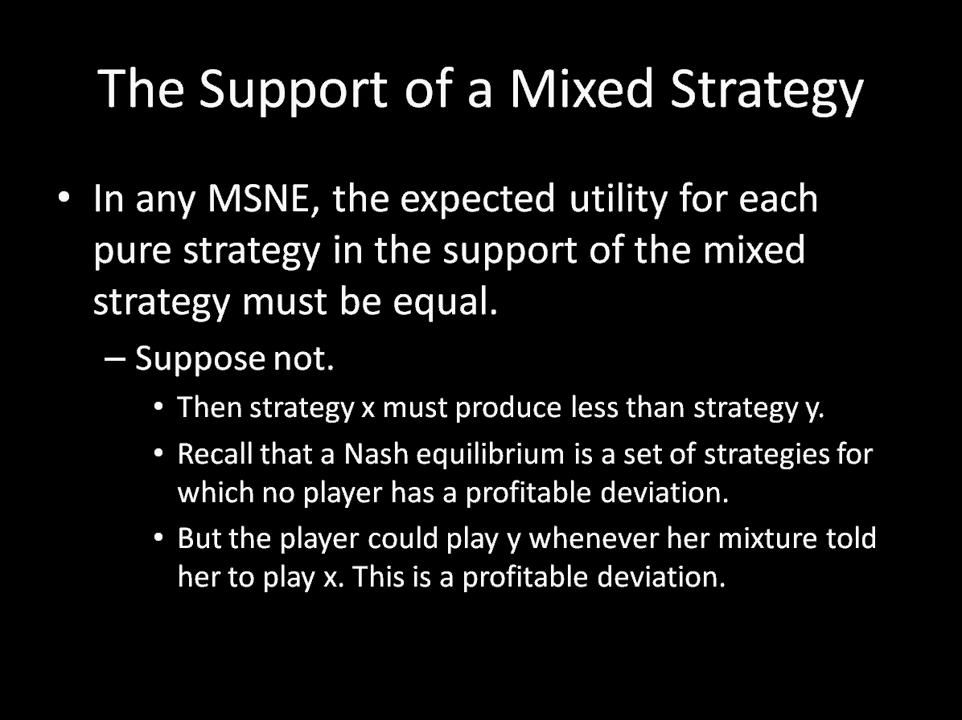 The Support of a Mixed Strategy
• In any MSNE, the expected utility for each
pure strategy in the support of the mixed
strategy must be equal.
– Suppose not.
• Then strategy x must produce less than strategy y.
• Recall that a Nash equilibrium is a set of strategies for
which no player has a profitable deviation.
• But the player could play y whenever her mixture told
her to play x. This is a profitable deviation.